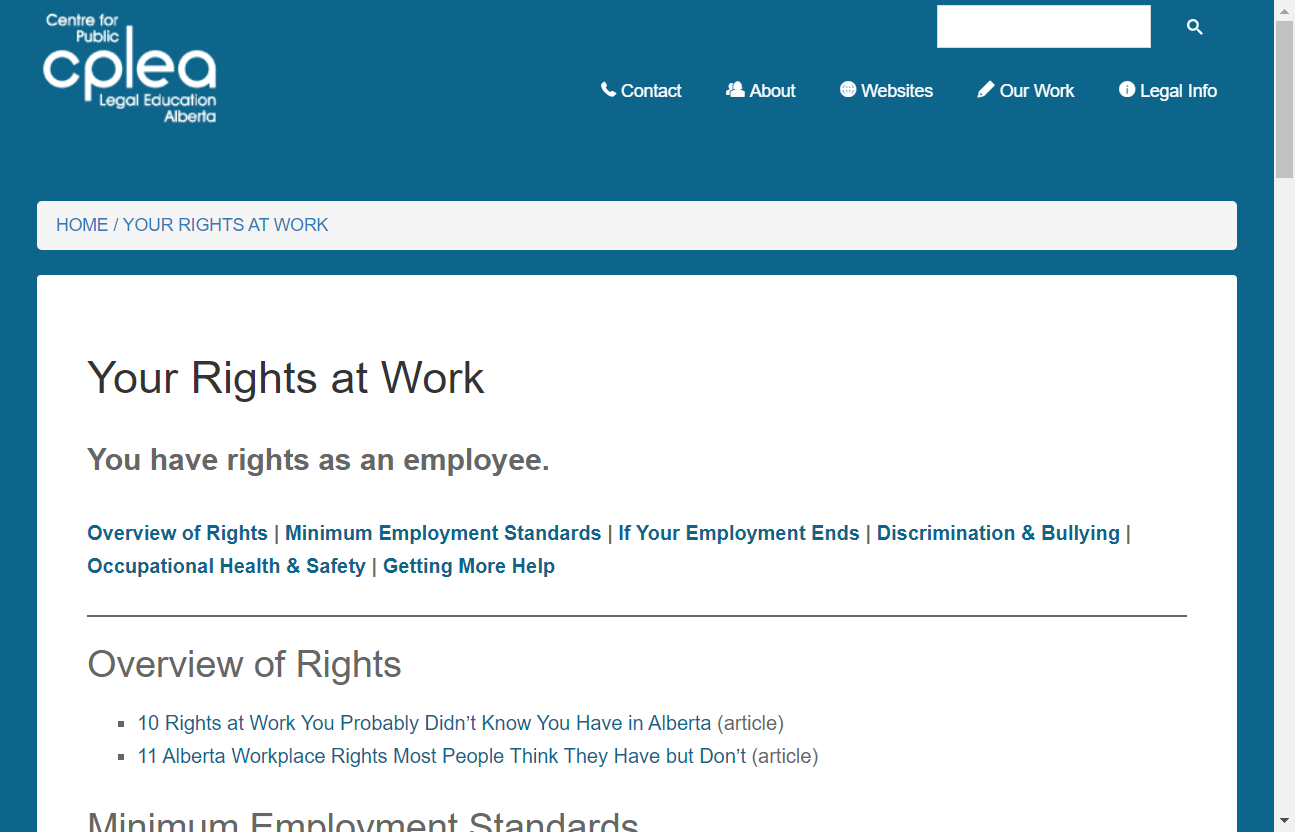 Centre for
Public
cplea
Legal Education
Alberta
Contact
About
Websites
Our Work
Legal Info
HOME / YOUR RIGHTS AT WORK
Your Rights at Work
You have rights as an employee.
Overview of Rights | Minimum Employment Standards | If Your Employment Ends | Discrimination & Bullying |
Occupational Health & Safety | Getting More Help
Overview of Rights
10 Rights at Work You Probably Didn’t Know You Have in Alberta (article)
11 Alberta Workplace Rights Most People Think They Have but Don’t (article)
Minimum Employment Standards